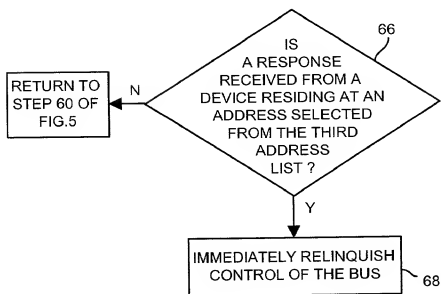 66
IS
A RESPONSE
RECEIVED FROM A
DEVICE RESIDING AT AN
ADDRESS SELECTED
FROM THE THIRD
ADDRESS
LIST ?
N
RETURN TO
STEP 60 OF
FIG.5
Y
IMMEDIATELY RELINQUISH
CONTROL OF THE BUS
68